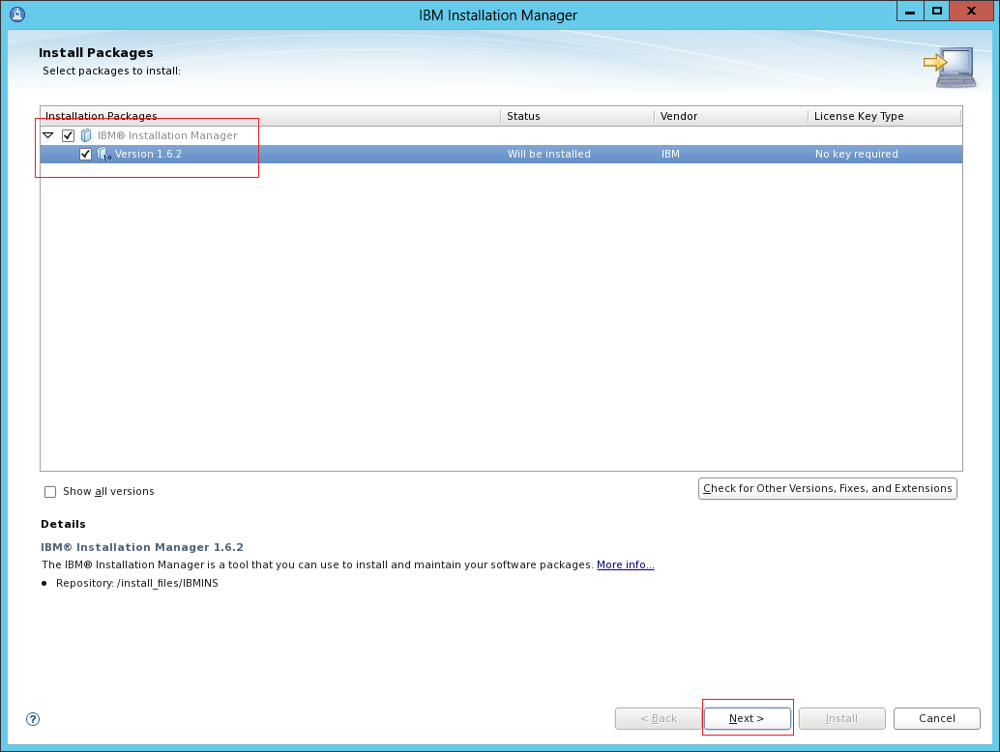 IBM Installation Manager
Install Packages
Select packages to install:
Installation Packages Status Vendor License Key Type
IBM® Installation Manager
Version 1.6.2 Will be installed IBM No key required
Show all versions Check for Other Versions, Fixes, and Extensions
Details
IBM® Installation Manager 1.6.2
The IBM® Installation Manager is a tool that you can use to install and maintain your software packages. More info...
• Repository: /install_files/IBMINS
? < Back Next > Install Cancel